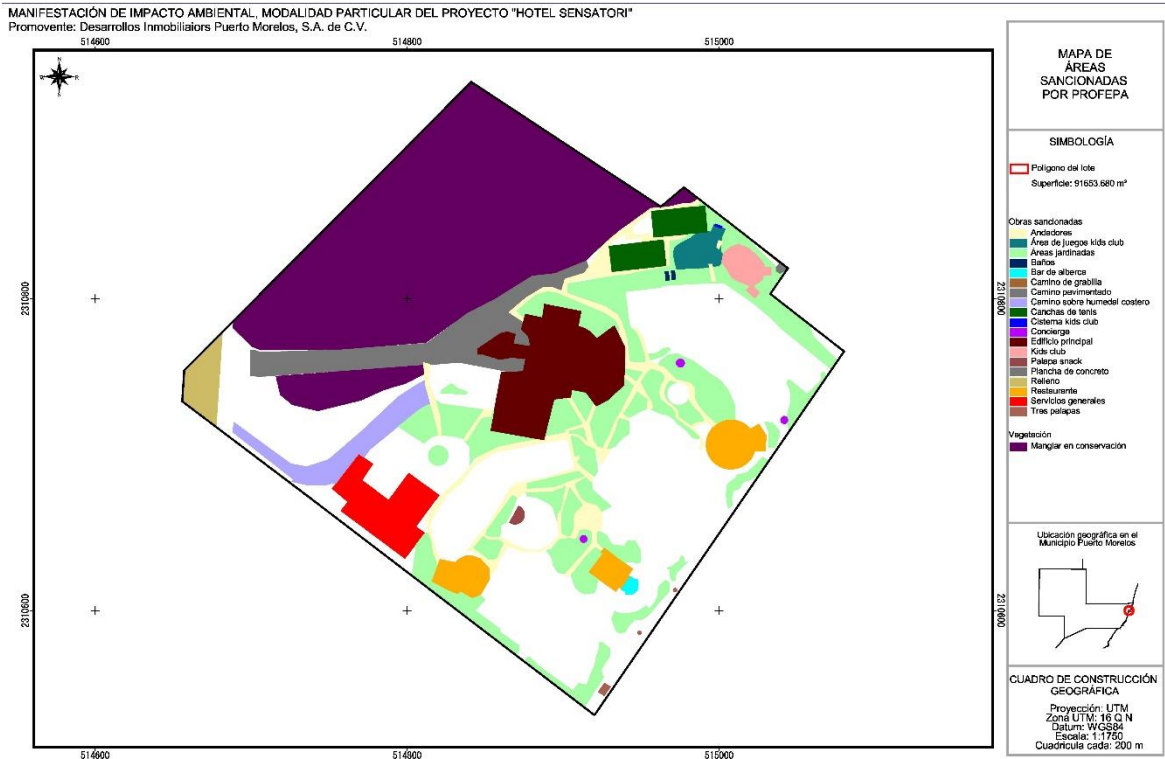 MANIFESTACIÓN DE IMPACTO AMBIENTAL, MODALIDAD PARTICULAR DEL PROYECTO "HOTEL SENSATORI"
Promovente: Desarrollos Inmobiliaiors Puerto Morelos, S.A. de C.V.
514600 514800 515000
2310800 2310800
2310600 2310600
514600 514800 515000
N
MAPA DE
ÁREAS
SANCIONADAS
POR PROFEPA
SIMBOLOGÍA
Polígono del lote
Superficie: 91653.680 m²
Obras sancionadas
Andadores
Área de juegos kids club
Áreas jardinadas
Baños
Bar de alberca
Camino de grabilla
Camino pavimentado
Camino sobre humedal costero
Canchas de tenis
Cisterna kids club
Concierge
Edificio principal
Kids club
Palapa snack
Plancha de concreto
Relleno
Restaurante
Servicios generales
Tres palapas
Vegetación
Manglar en conservación
Ubicación geográfica en el
Municipio Puerto Morelos
CUADRO DE CONSTRUCCIÓN
GEOGRÁFICA
Proyección: UTM
Zona UTM: 16 Q N
Datum: WGS84
Escala: 1:1750
Cuadrícula cada: 200 m